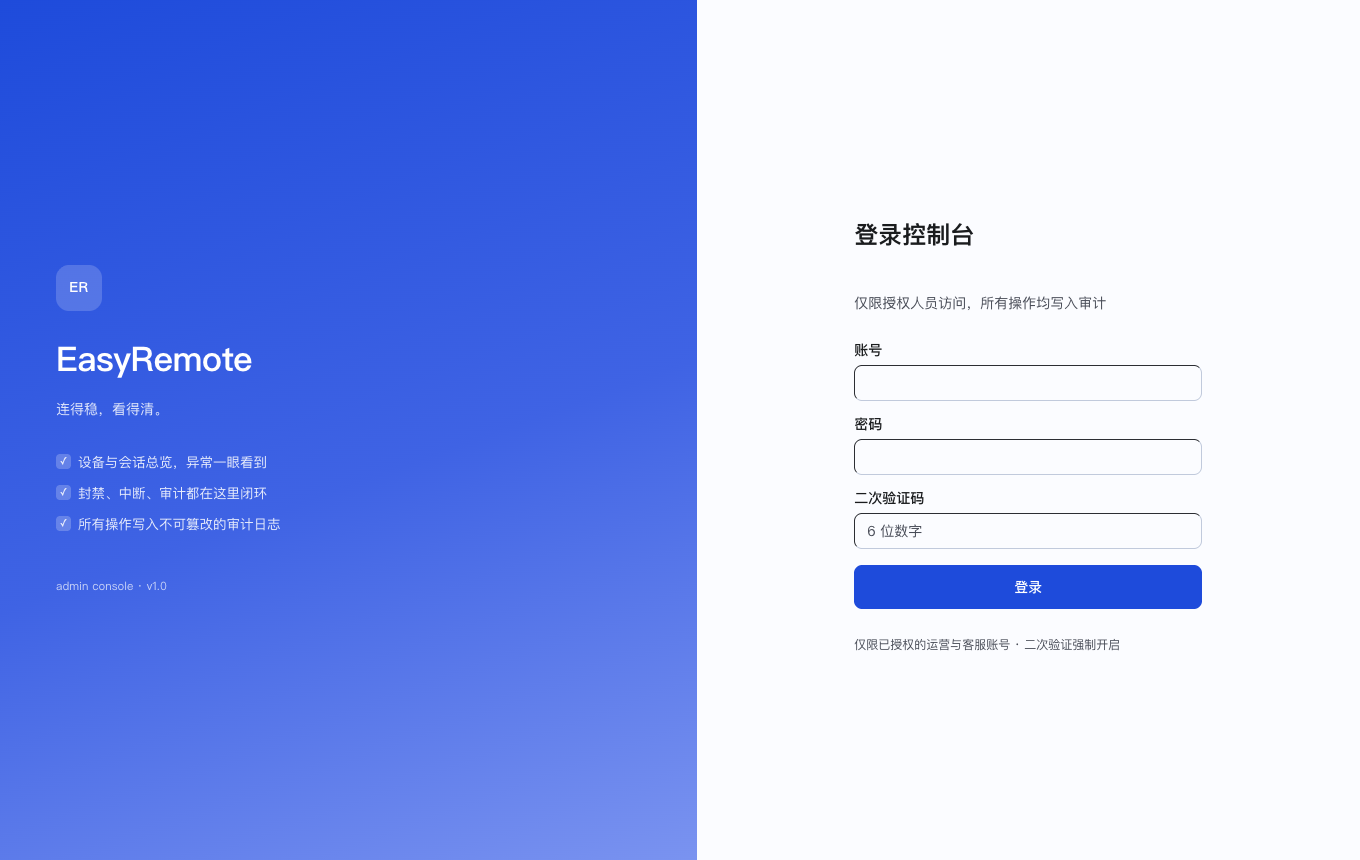 ER
EasyRemote
连得稳，看得清。
✓ 设备与会话总览，异常一眼看到
✓ 封禁、中断、审计都在这里闭环
✓ 所有操作写入不可篡改的审计日志
admin console · v1.0
登录控制台
仅限授权人员访问，所有操作均写入审计
账号
密码
二次验证码
6 位数字
登录
仅限已授权的运营与客服账号 · 二次验证强制开启